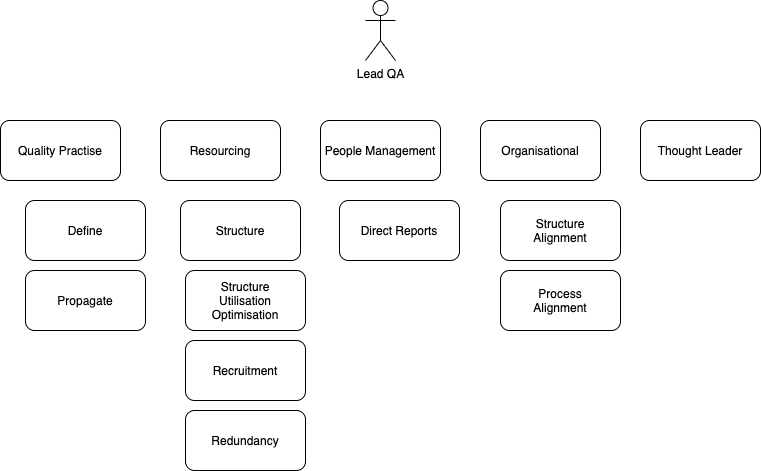 Lead QA
Quality Practise
Resourcing
People Management
Organisational
Thought Leader
Define
Structure
Direct Reports
Structure
Alignment
Propagate
Structure
Utilisation
Optimisation
Process
Alignment
Recruitment
Redundancy